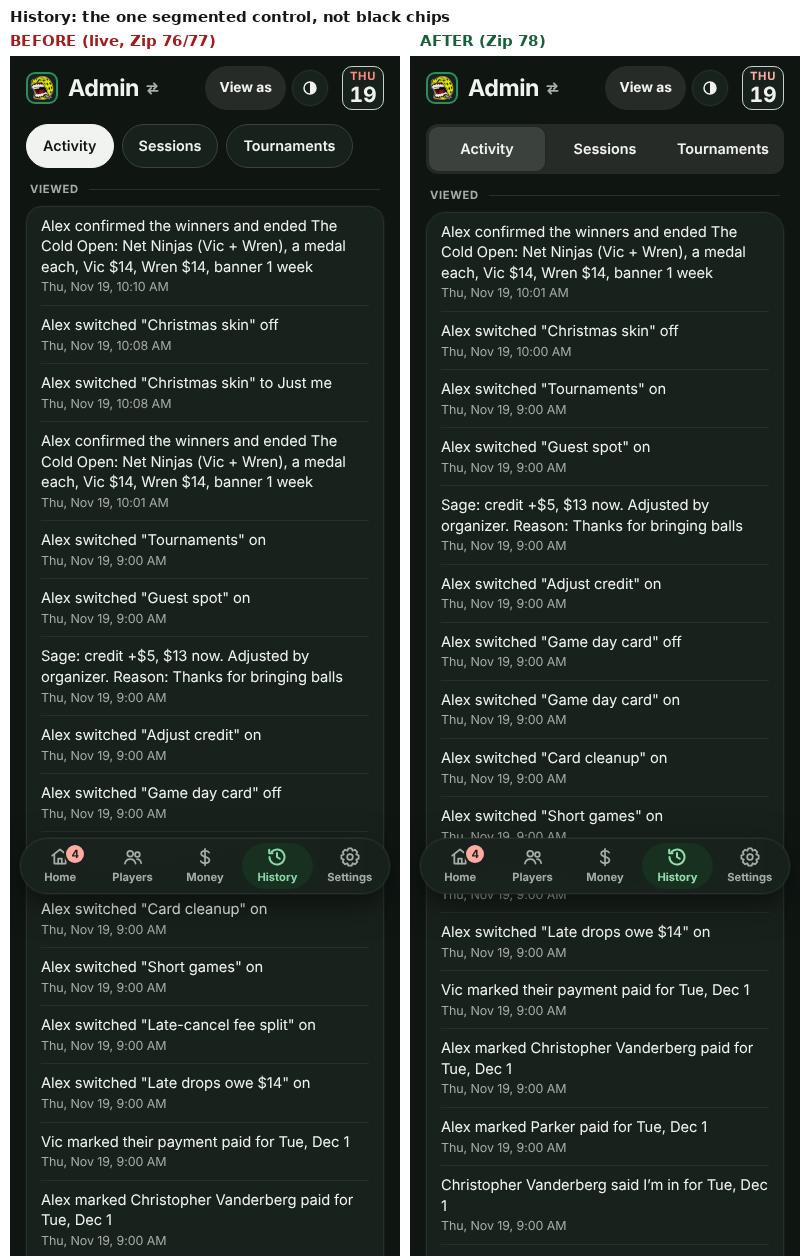 History: the one segmented control, not black chips
BEFORE (live, Zip 76/77)
Admin
View as
THU
19
Activity
Sessions
Tournaments
VIEWED
Alex confirmed the winners and ended The
Cold Open: Net Ninjas (Vic + Wren), a medal
each, Vic $14, Wren $14, banner 1 week
Thu, Nov 19, 10:10 AM
Alex switched "Christmas skin" off
Thu, Nov 19, 10:08 AM
Alex switched "Christmas skin" to Just me
Thu, Nov 19, 10:08 AM
Alex confirmed the winners and ended The
Cold Open: Net Ninjas (Vic + Wren), a medal
each, Vic $14, Wren $14, banner 1 week
Thu, Nov 19, 10:01 AM
Alex switched "Tournaments" on
Thu, Nov 19, 9:00 AM
Alex switched "Guest spot" on
Thu, Nov 19, 9:00 AM
Sage: credit +$5, $13 now. Adjusted by
organizer. Reason: Thanks for bringing balls
Thu, Nov 19, 9:00 AM
Alex switched "Adjust credit" on
Thu, Nov 19, 9:00 AM
Alex switched "Game day card" off
Thu, Nov 19, 9:00 AM
4
Home
Players
Money
History
Settings
Alex switched "Card cleanup" on
Thu, Nov 19, 9:00 AM
Alex switched "Short games" on
Thu, Nov 19, 9:00 AM
Alex switched "Late-cancel fee split" on
Thu, Nov 19, 9:00 AM
Alex switched "Late drops owe $14" on
Thu, Nov 19, 9:00 AM
Vic marked their payment paid for Tue, Dec 1
Thu, Nov 19, 9:00 AM
Alex marked Christopher Vanderberg paid for
Tue, Dec 1
Thu, Nov 19, 9:00 AM
AFTER (Zip 78)
Admin
View as
THU
19
Activity
Sessions
Tournaments
VIEWED
Alex confirmed the winners and ended The
Cold Open: Net Ninjas (Vic + Wren), a medal
each, Vic $14, Wren $14, banner 1 week
Thu, Nov 19, 10:01 AM
Alex switched "Christmas skin" off
Thu, Nov 19, 10:00 AM
Alex switched "Tournaments" on
Thu, Nov 19, 9:00 AM
Alex switched "Guest spot" on
Thu, Nov 19, 9:00 AM
Sage: credit +$5, $13 now. Adjusted by
organizer. Reason: Thanks for bringing balls
Thu, Nov 19, 9:00 AM
Alex switched "Adjust credit" on
Thu, Nov 19, 9:00 AM
Alex switched "Game day card" off
Thu, Nov 19, 9:00 AM
Alex switched "Game day card" on
Thu, Nov 19, 9:00 AM
Alex switched "Card cleanup" on
Thu, Nov 19, 9:00 AM
Alex switched "Short games" on
Thu, Nov 19, 9:00 AM
4
Home
Players
Money
History
Settings
Thu, Nov 19, 9:00 AM
Alex switched "Late drops owe $14" on
Thu, Nov 19, 9:00 AM
Vic marked their payment paid for Tue, Dec 1
Thu, Nov 19, 9:00 AM
Alex marked Christopher Vanderberg paid for
Tue, Dec 1
Thu, Nov 19, 9:00 AM
Alex marked Parker paid for Tue, Dec 1
Thu, Nov 19, 9:00 AM
Christopher Vanderberg said I’m in for Tue, Dec
1
Thu, Nov 19, 9:00 AM